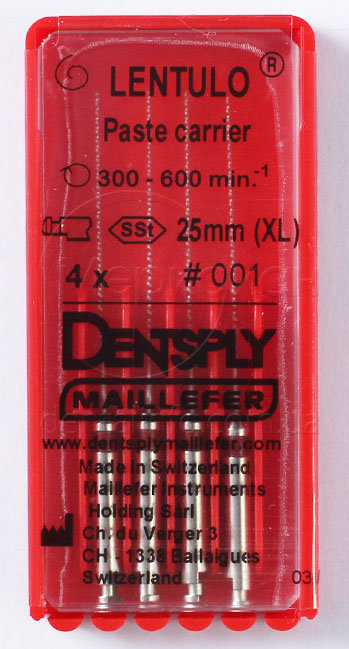 LENTULO ®
Paste carrier
300 - 600 min.-1
SSt 25mm (XL)
4 x # 001
DENTSPLY
MAILLEFER
www.dentsplymaillefer.com
Made in Switzerland
Maillefer Instruments
Holding Sàrl
Ch. du Verger 3
CH - 1338 Ballaigues
Switzerland
03